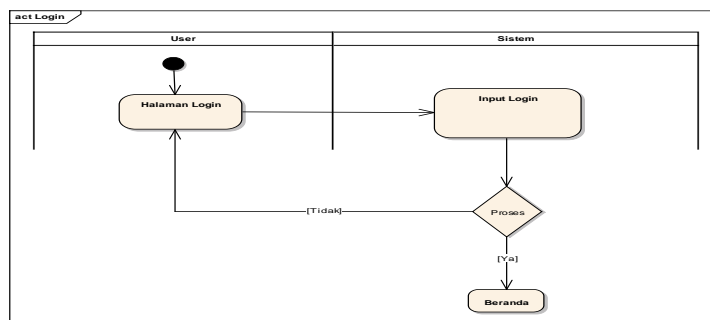 act Login
User
Sistem
Halaman Login
Input Login
Proses
[Tidak]
[Ya]
Beranda